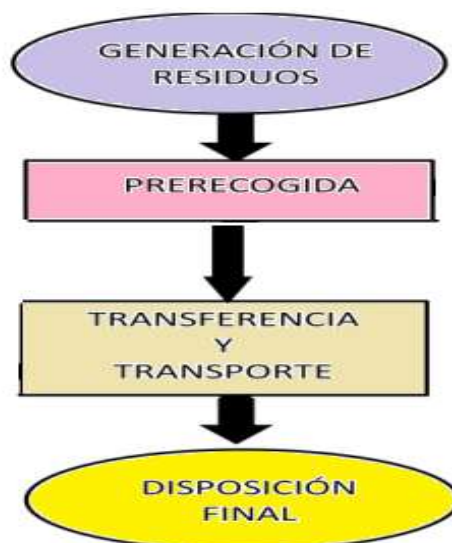 GENERACIÓN DE
RESIDUOS
PRERECOGIDA
TRANSFERENCIA
Y
TRANSPORTE
DISPOSICIÓN
FINAL